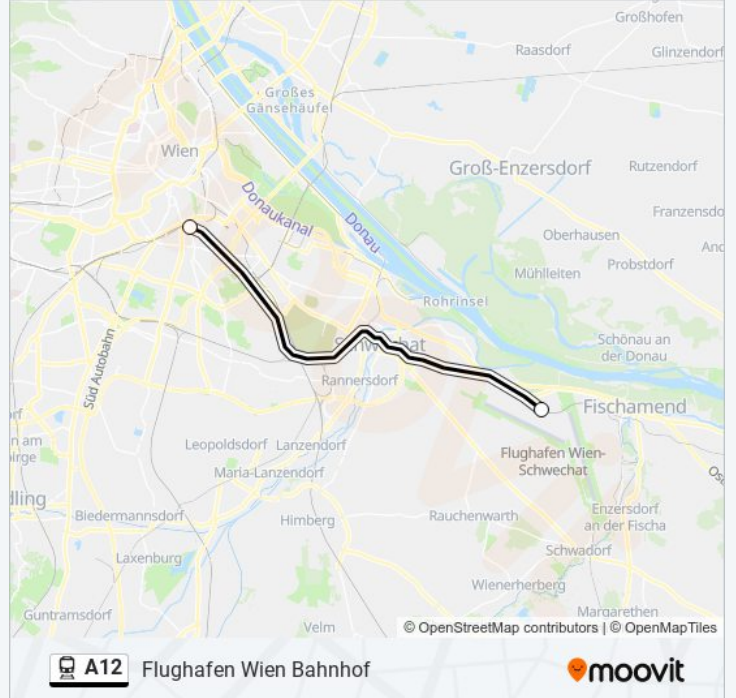 Großhofen
Raasdorf
Glinzendorf
Großes
Gänsehäufel
Wien
Groß-Enzersdorf
Rutzendorf
Donaukanal
Donau
Franzensdo
Oberhausen
Probstdorf
Mühlleiten
Rohrinsel
Süd Autobahn
Schwechat
Schönau an
der Donau
Rannersdorf
Fischamend
Leopoldsdorf
Lanzendorf
Maria-Lanzendorf
Flughafen Wien-
Schwechat
dling
Biedermannsdorf
Himberg
Rauchenwarth
Enzersdorf
an der Fischa
Schwadorf
Laxenburg
Wienerherberg
Guntramsdorf
Velm
Margarethen
© OpenStreetMap contributors | © OpenMapTiles
A12 Flughafen Wien Bahnhof
moovit